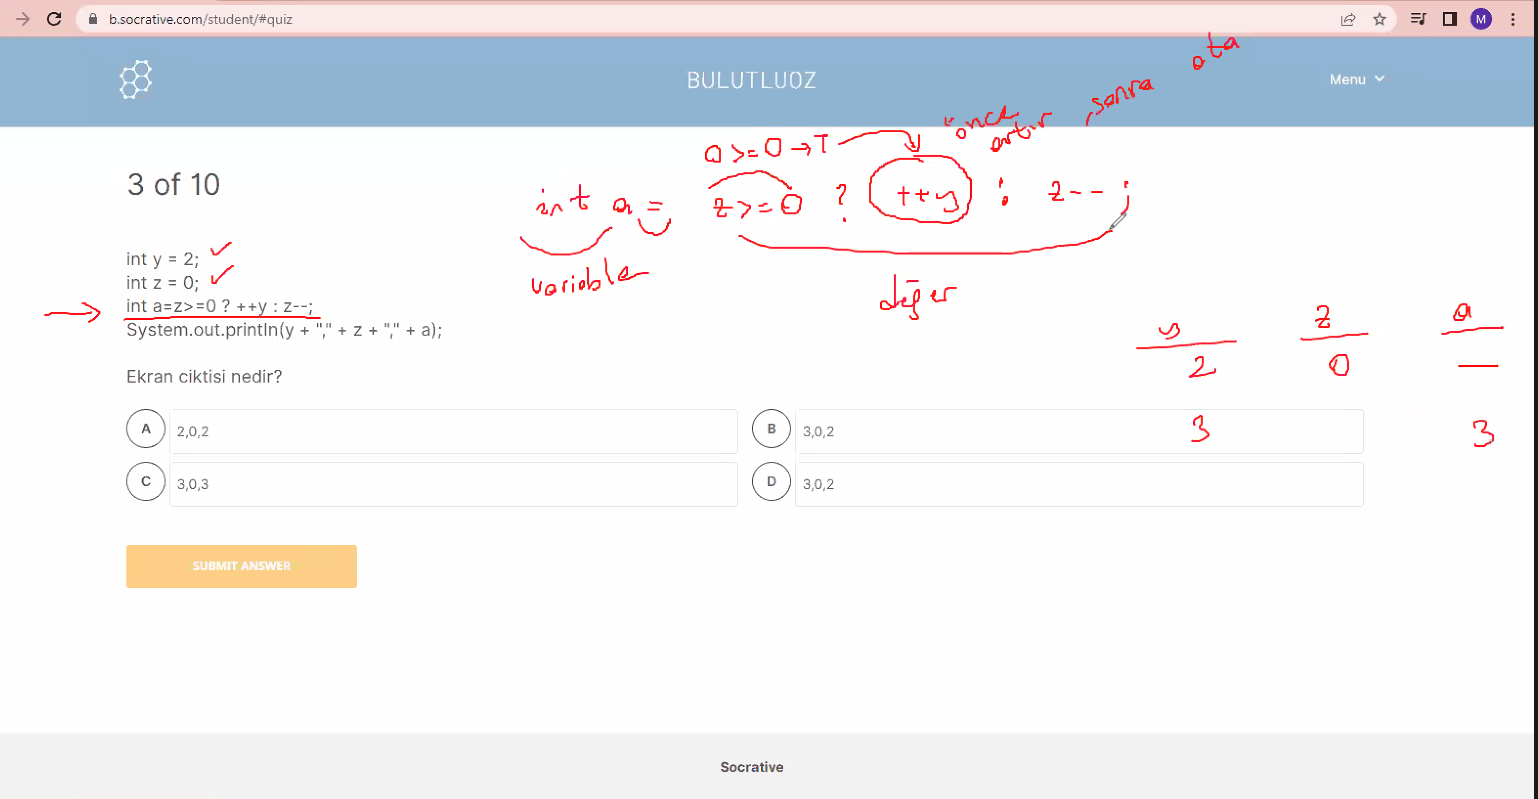 b.socrative.com/student/#quiz
M
BULUTLUOZ
Menu
ata
önce artır , sonra
0 >= 0 → T
3 of 10
int a = z >= 0 ? ++y : z-- ;
int y = 2;
int z = 0;
variable
int a=z>=0 ? ++y : z--;
değer
System.out.println(y + "," + z + "," + a);
y z a
2 0 —
Ekran ciktisi nedir?
A 2,0,2
B 3,0,2
3 3
C 3,0,3
D 3,0,2
SUBMIT ANSWER
Socrative